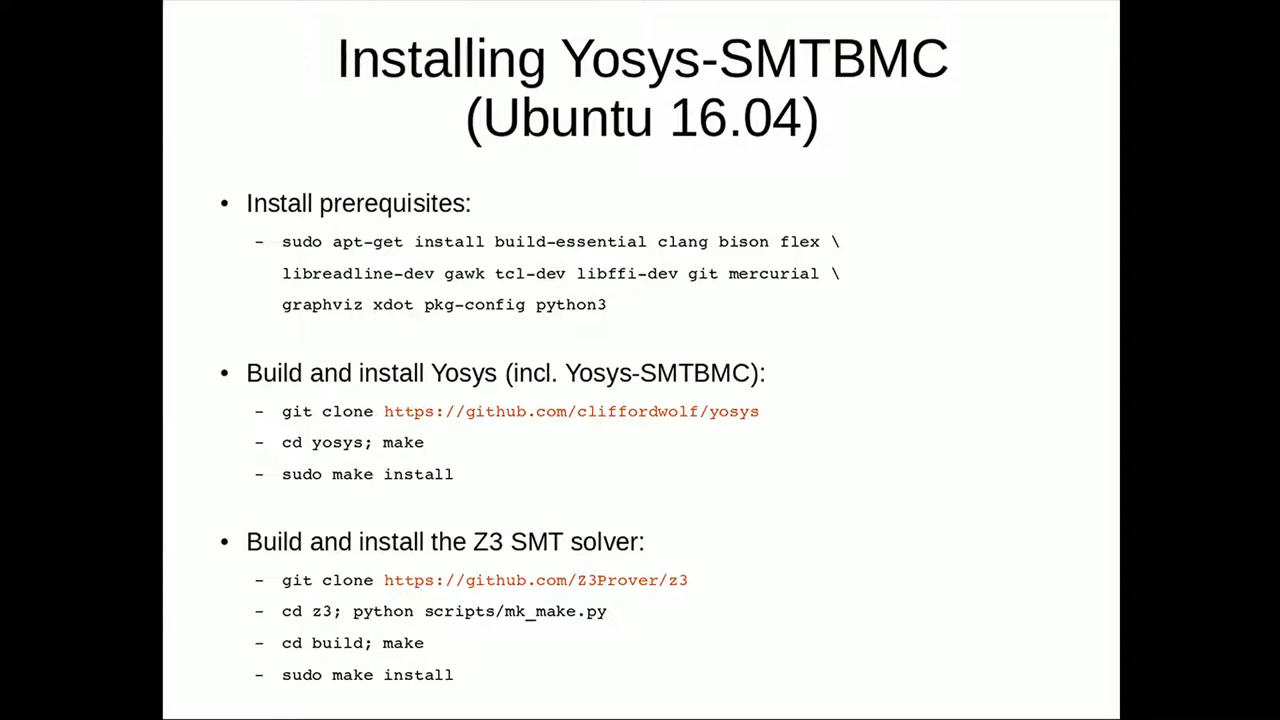 Installing Yosys-SMTBMC
(Ubuntu 16.04)
• Install prerequisites:
– sudo apt-get install build-essential clang bison flex \
libreadline-dev gawk tcl-dev libffi-dev git mercurial \
graphviz xdot pkg-config python3
• Build and install Yosys (incl. Yosys-SMTBMC):
– git clone https://github.com/cliffordwolf/yosys
– cd yosys; make
– sudo make install
• Build and install the Z3 SMT solver:
– git clone https://github.com/Z3Prover/z3
– cd z3; python scripts/mk_make.py
– cd build; make
– sudo make install